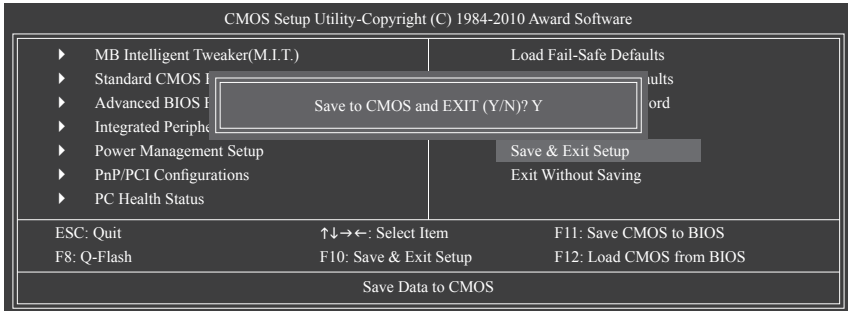 CMOS Setup Utility-Copyright (C) 1984-2010 Award Software
MB Intelligent Tweaker(M.I.T.)
Standard CMOS
Advanced BIOS
Integrated
Power Management Setup
PnP/PCI Configurations
PC Health Status
Load Fail-Safe Defaults
Save & Exit Setup
Exit Without Saving
Save to CMOS and EXIT (Y/N)? Y
ESC: Quit
↑↓→←: Select Item
F11: Save CMOS to BIOS
F8: Q-Flash
F10: Save & Exit Setup
F12: Load CMOS from BIOS
Save Data to CMOS